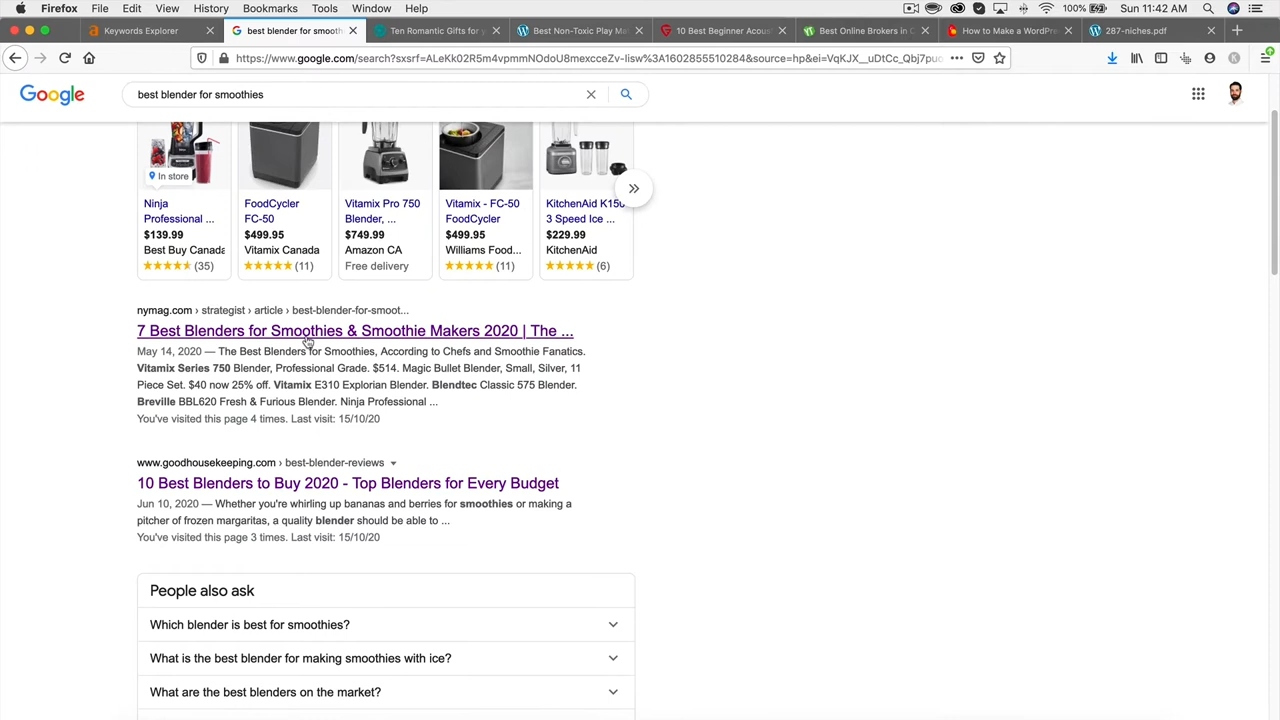 Firefox File Edit View History Bookmarks Tools Window Help 100% Sun 11:42 AM
Keywords Explorer
best blender for smooth
Ten Romantic Gifts for y
Best Non-Toxic Play Ma
10 Best Beginner Acous
Best Online Brokers in C
How to Make a WordPre
287-niches.pdf
https://www.google.com/search?sxsrf=ALeKk02R5m4vpmmNOdoU8mexcceZv-Iisw%3A1602855510284&source=hp&ei=VqKJX__uDtCc_Qbj7puo
Google
best blender for smoothies
In store
Ninja
Professional ...
$139.99
Best Buy Canada
(35)
FoodCycler
FC-50
$499.95
Vitamix Canada
(11)
Vitamix Pro 750
Blender, ...
$749.99
Amazon CA
Free delivery
Vitamix - FC-50
FoodCycler
$499.95
Williams Food...
(11)
KitchenAid K150
3 Speed Ice ...
$229.99
KitchenAid
(6)
nymag.com › strategist › article › best-blender-for-smoot...
7 Best Blenders for Smoothies & Smoothie Makers 2020 | The ...
May 14, 2020 — The Best Blenders for Smoothies, According to Chefs and Smoothie Fanatics.
Vitamix Series 750 Blender, Professional Grade. $514. Magic Bullet Blender, Small, Silver, 11
Piece Set. $40 now 25% off. Vitamix E310 Explorian Blender. Blendtec Classic 575 Blender.
Breville BBL620 Fresh & Furious Blender. Ninja Professional ...
You've visited this page 4 times. Last visit: 15/10/20
www.goodhousekeeping.com › best-blender-reviews
10 Best Blenders to Buy 2020 - Top Blenders for Every Budget
Jun 10, 2020 — Whether you're whirling up bananas and berries for smoothies or making a
pitcher of frozen margaritas, a quality blender should be able to ...
You've visited this page 3 times. Last visit: 15/10/20
People also ask
Which blender is best for smoothies?
What is the best blender for making smoothies with ice?
What are the best blenders on the market?